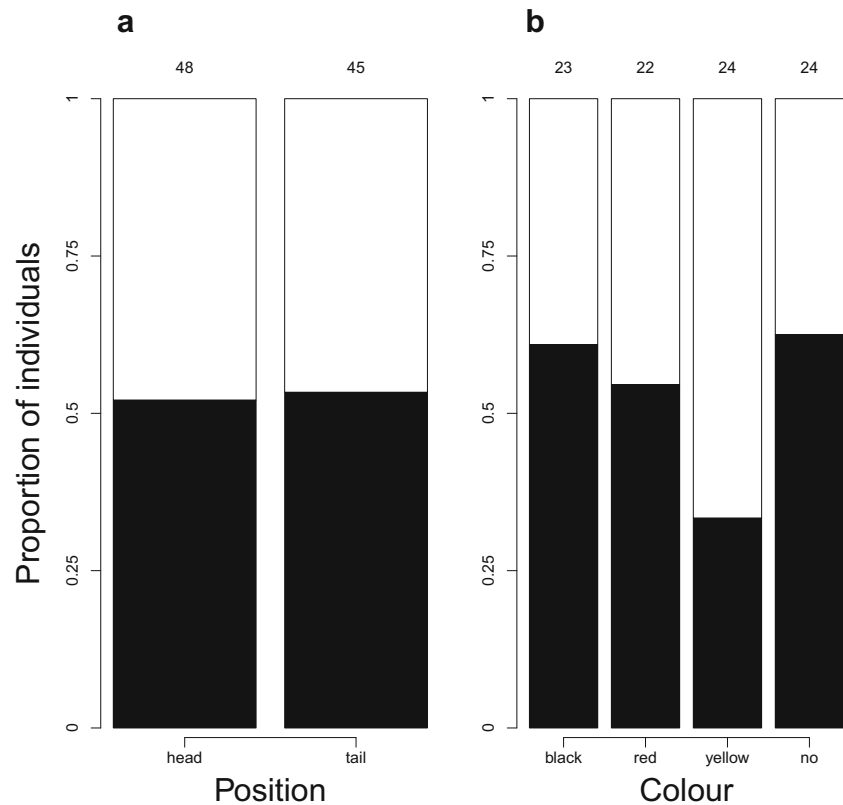 a
48 45
Proportion of individuals
1
0.75
0.5
0.25
0
head tail
Position
b
23 22 24 24
1
0.75
0.5
0.25
0
black red yellow no
Colour